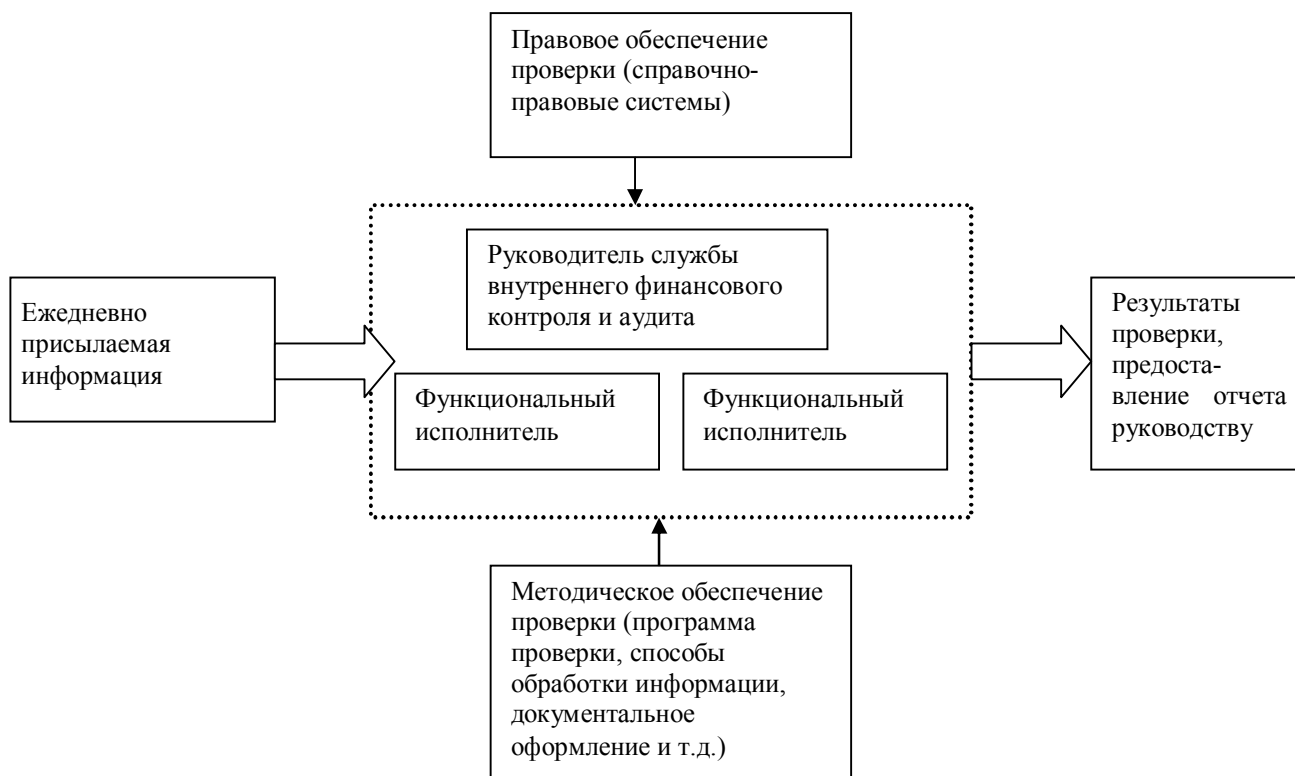 Правовое обеспечение
проверки (справочно-
правовые системы)
Руководитель службы
внутреннего финансового
контроля и аудита
Ежедневно
присылаемая
информация
Результаты
проверки,
предоста-
вление отчета
руководству
Функциональный
исполнитель
Функциональный
исполнитель
Методическое обеспечение
проверки (программа
проверки, способы
обработки информации,
документальное
оформление и т.д.)